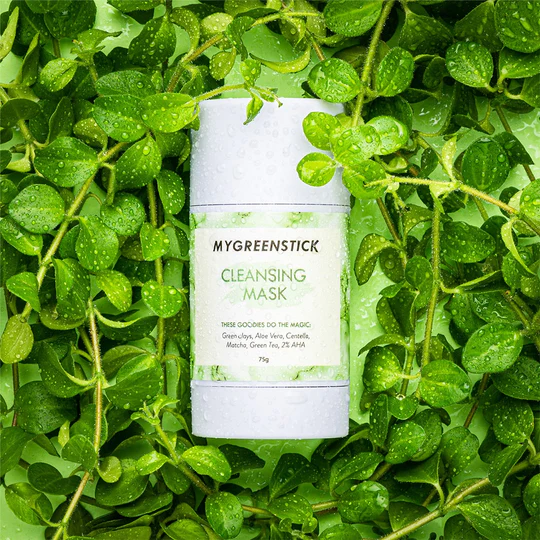 MYGREENSTICK
CLEANSING
MASK
THESE GOODIES DO THE MAGIC:
Green clays, Aloe Vera, Centella,
Matcha, Green Tea, 2% AHA
75g